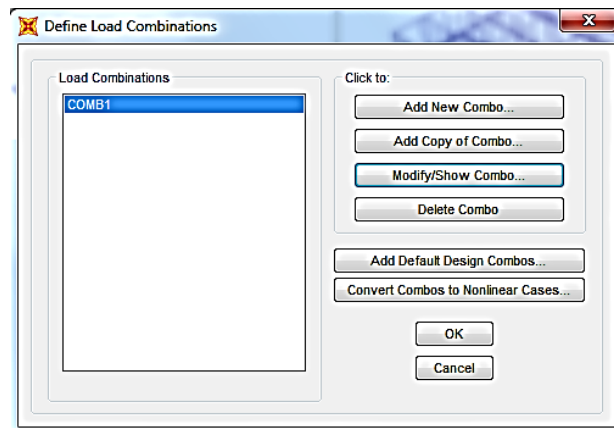 Define Load Combinations
Load Combinations
COMB1
Click to:
Add New Combo...
Add Copy of Combo...
Modify/Show Combo...
Delete Combo
Add Default Design Combos...
Convert Combos to Nonlinear Cases...
OK
Cancel